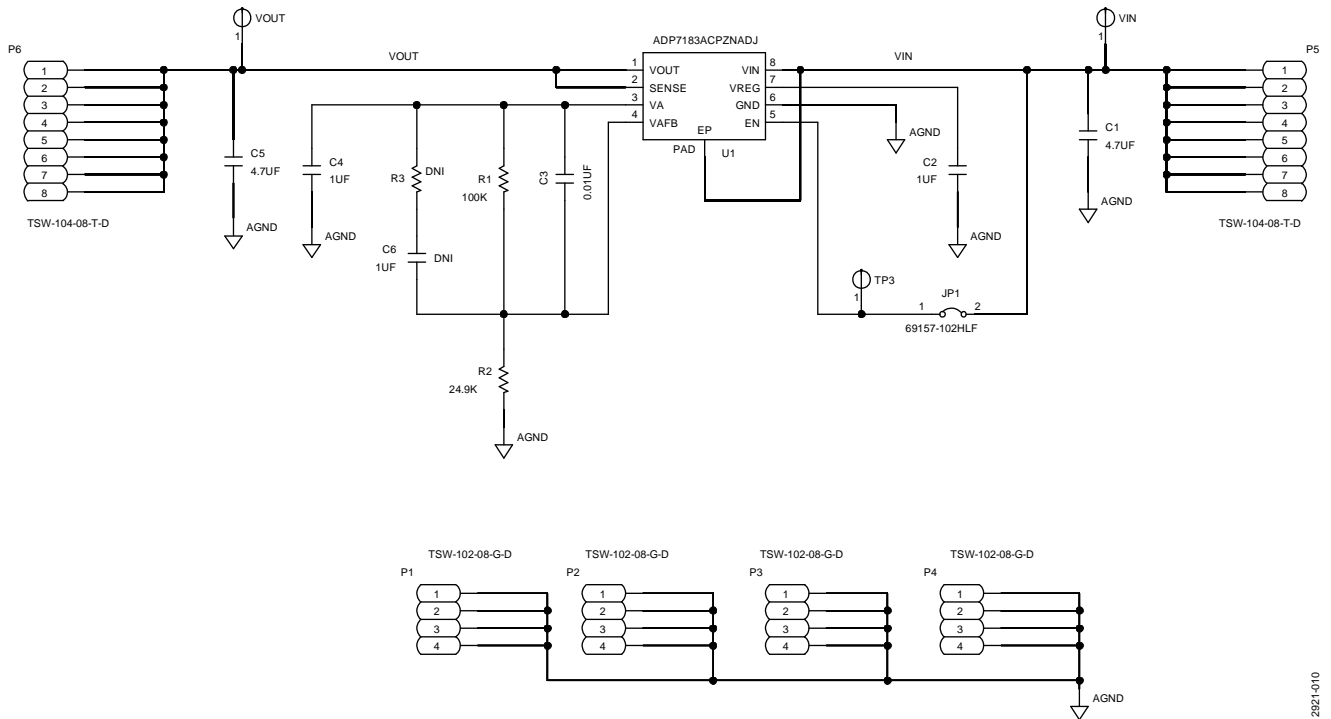 VOUT
1
VIN
1
P6
1
2
3
4
5
6
7
8
TSW-104-08-T-D
VOUT
C5
4.7UF
AGND
C4
1UF
AGND
R3
DNI
C6
1UF
DNI
R1
100K
C3
0.01UF
R2
24.9K
AGND
ADP7183ACPZNADJ
1
VOUT
2
SENSE
3
VA
4
VAFB
VIN
8
VREG
7
GND
6
EN
5
EP
PAD
U1
VIN
AGND
C2
1UF
AGND
TP3
1
JP1
1
2
69157-102HLF
C1
4.7UF
AGND
P5
1
2
3
4
5
6
7
8
TSW-104-08-T-D
TSW-102-08-G-D
P1
1
2
3
4
TSW-102-08-G-D
P2
1
2
3
4
TSW-102-08-G-D
P3
1
2
3
4
TSW-102-08-G-D
P4
1
2
3
4
AGND
2921-010